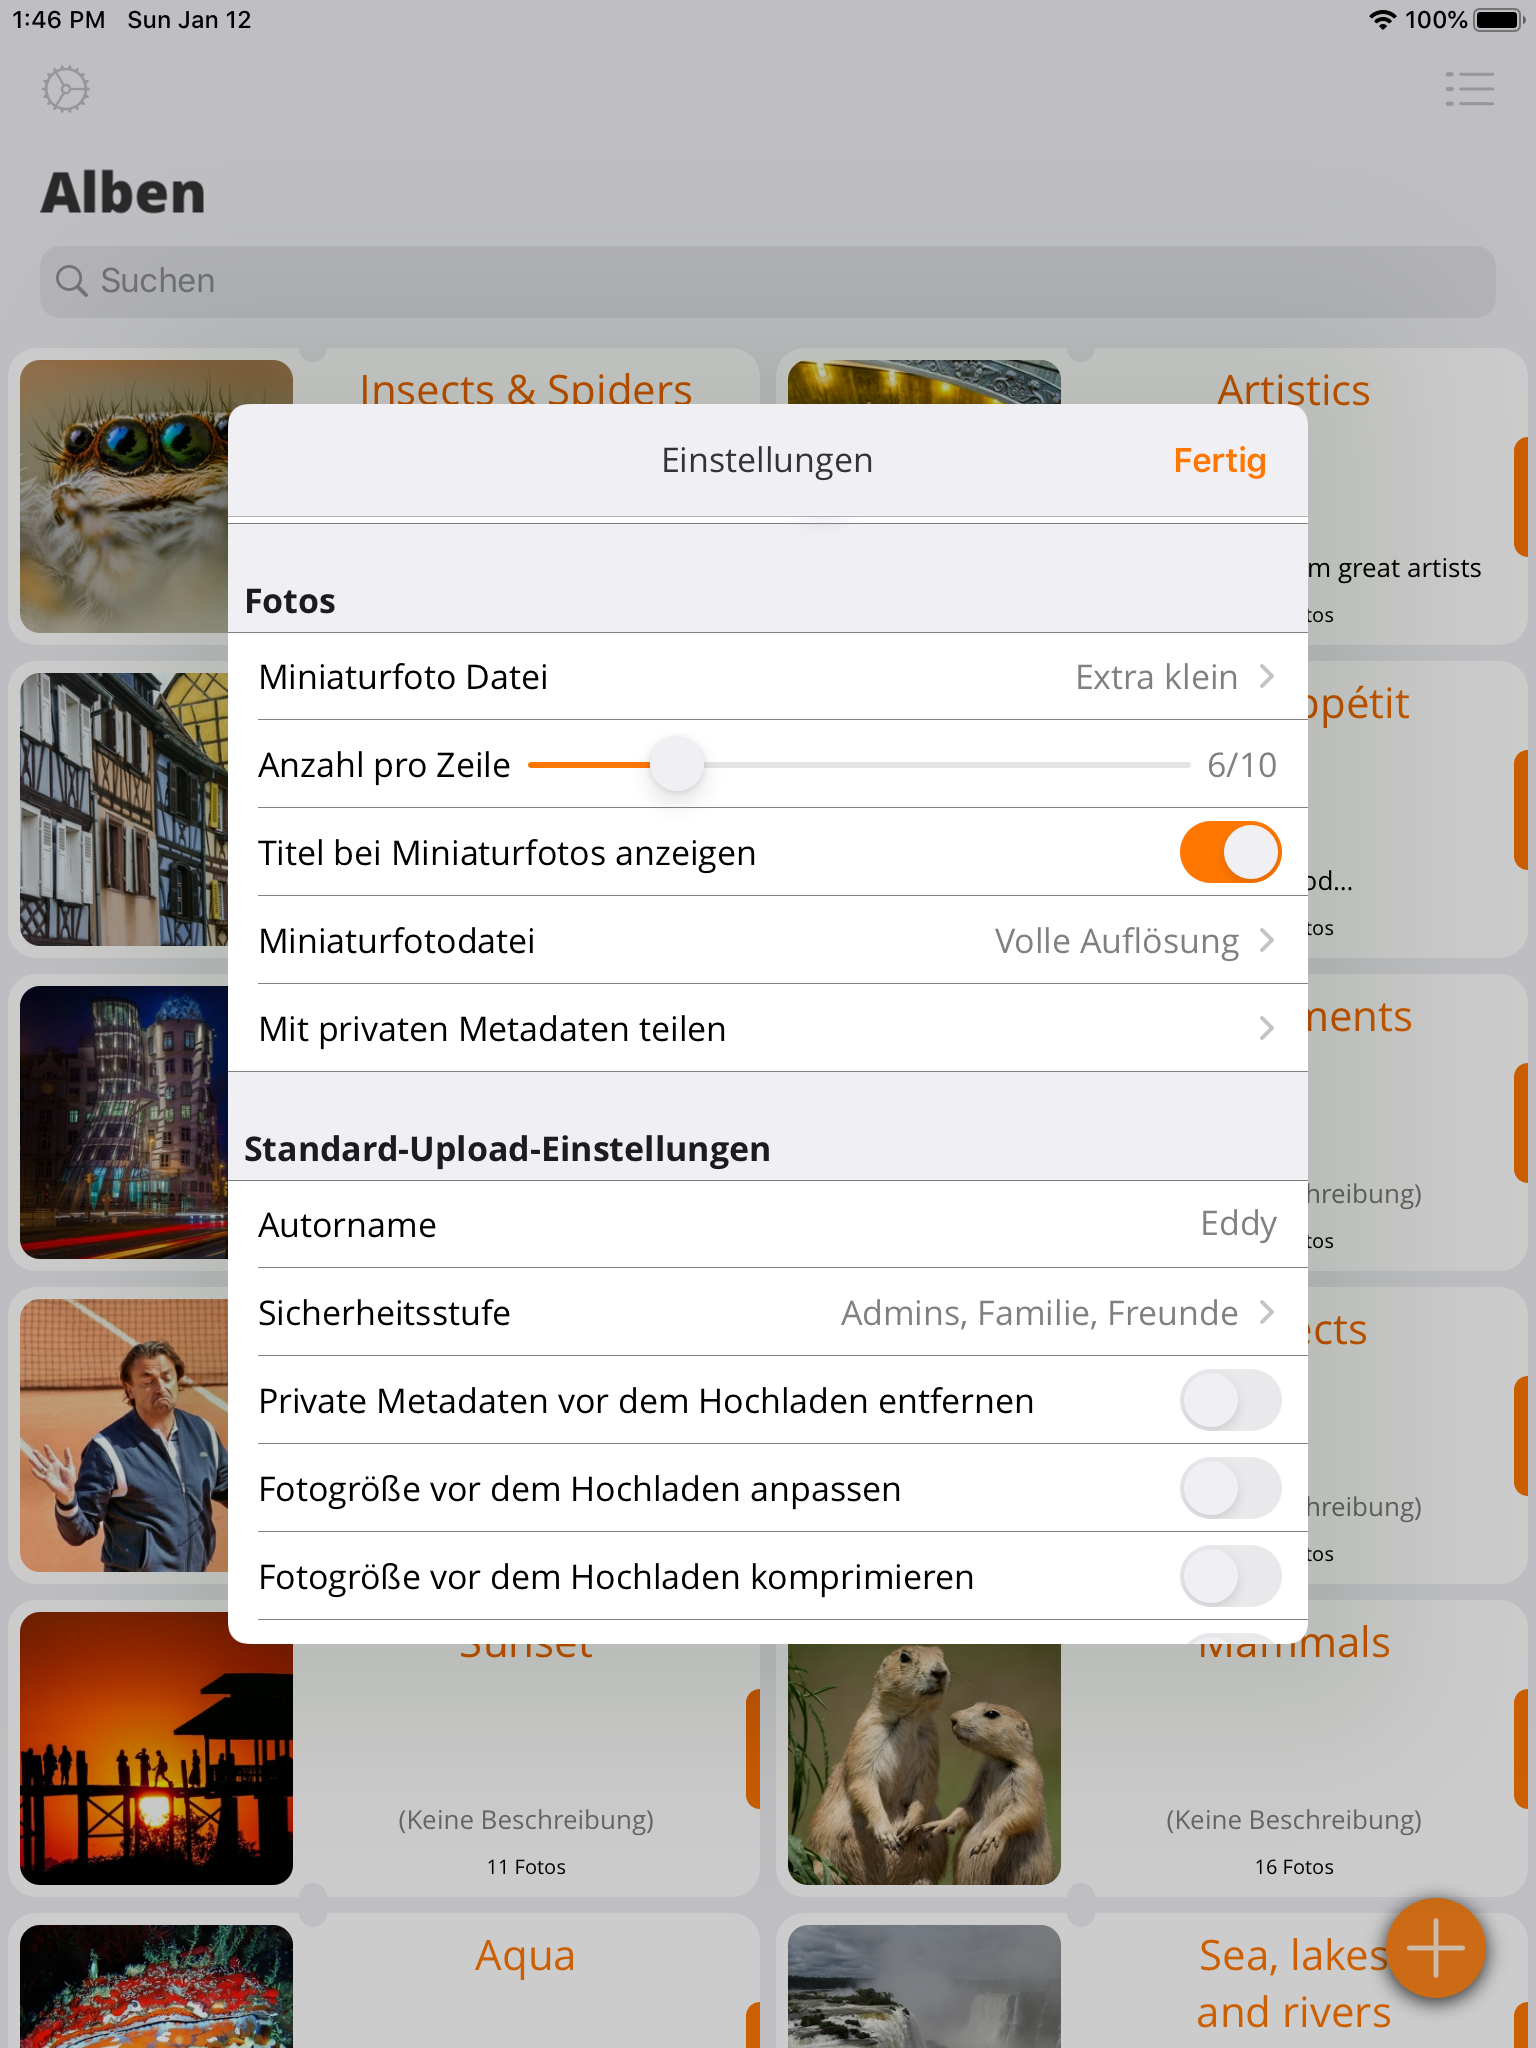 1:46 PM Sun Jan 12
100%
Alben
Suchen
Insects & Spiders
Artistics
m great artists
tos
Einstellungen
Fertig
Fotos
Miniaturfoto Datei
Extra klein
Anzahl pro Zeile
6/10
Titel bei Miniaturfotos anzeigen
Miniaturfotodatei
Volle Auflösung
Mit privaten Metadaten teilen
Standard-Upload-Einstellungen
Autorname
Eddy
Sicherheitsstufe
Admins, Familie, Freunde
Private Metadaten vor dem Hochladen entfernen
Fotogröße vor dem Hochladen anpassen
Fotogröße vor dem Hochladen komprimieren
ppétit
od...
tos
ments
hreibung)
tos
ects
hreibung)
tos
Sunset
(Keine Beschreibung)
11 Fotos
Mammals
(Keine Beschreibung)
16 Fotos
Aqua
Sea, lakes
and rivers